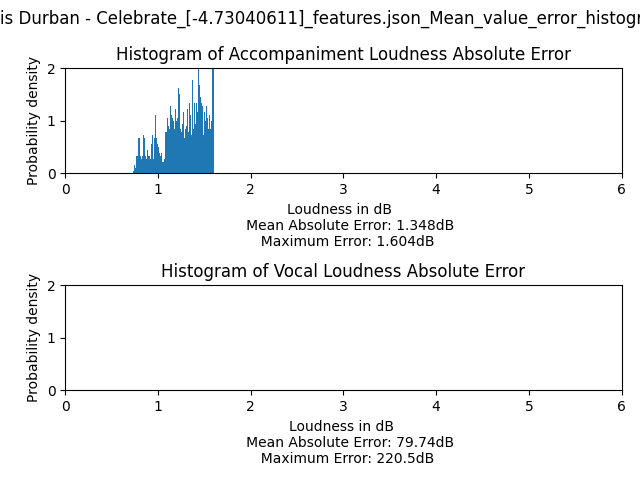 is Durban - Celebrate_[-4.73040611]_features.json_Mean_value_error_histogr
Histogram of Accompaniment Loudness Absolute Error
Probability density
2
1
0
0 1 2 3 4 5 6
Loudness in dB
Mean Absolute Error: 1.348dB
Maximum Error: 1.604dB
Histogram of Vocal Loudness Absolute Error
Probability density
2
1
0
0 1 2 3 4 5 6
Loudness in dB
Mean Absolute Error: 79.74dB
Maximum Error: 220.5dB